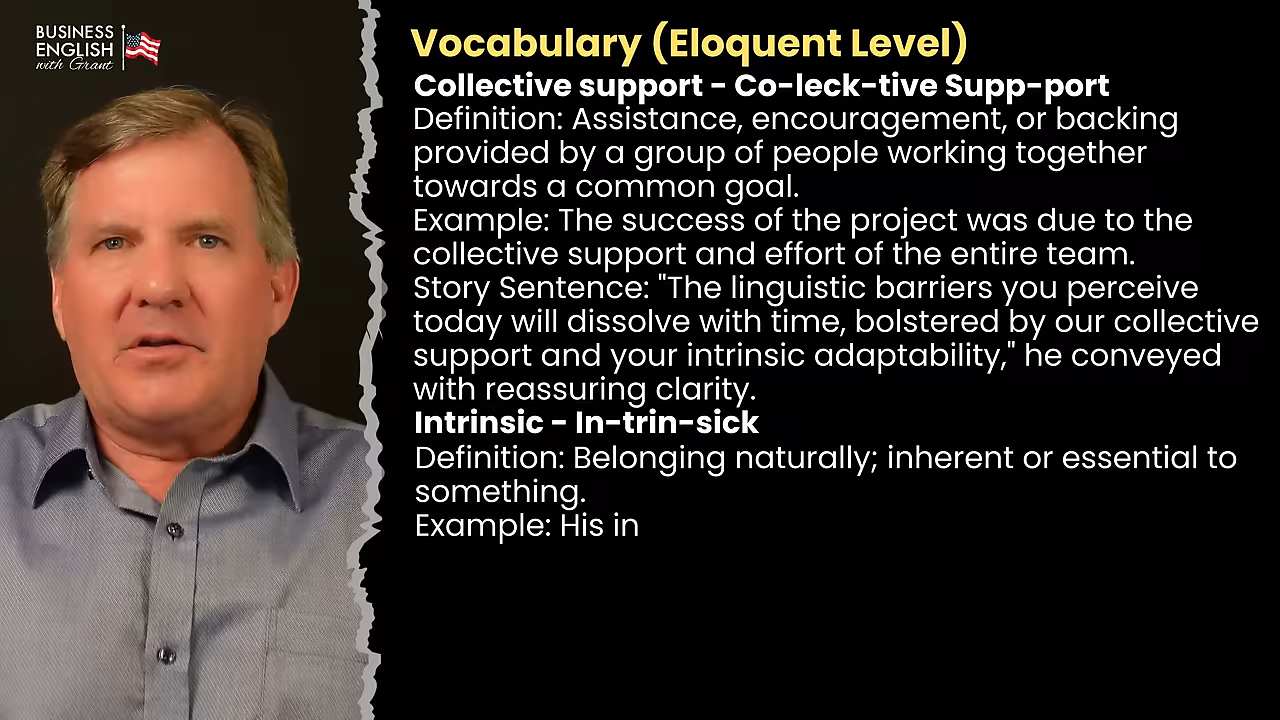 BUSINESS
ENGLISH
with Grant
Vocabulary (Eloquent Level)
Collective support - Co-leck-tive Supp-port
Definition: Assistance, encouragement, or backing
provided by a group of people working together
towards a common goal.
Example: The success of the project was due to the
collective support and effort of the entire team.
Story Sentence: "The linguistic barriers you perceive
today will dissolve with time, bolstered by our collective
support and your intrinsic adaptability," he conveyed
with reassuring clarity.
Intrinsic - In-trin-sick
Definition: Belonging naturally; inherent or essential to
something.
Example: His in